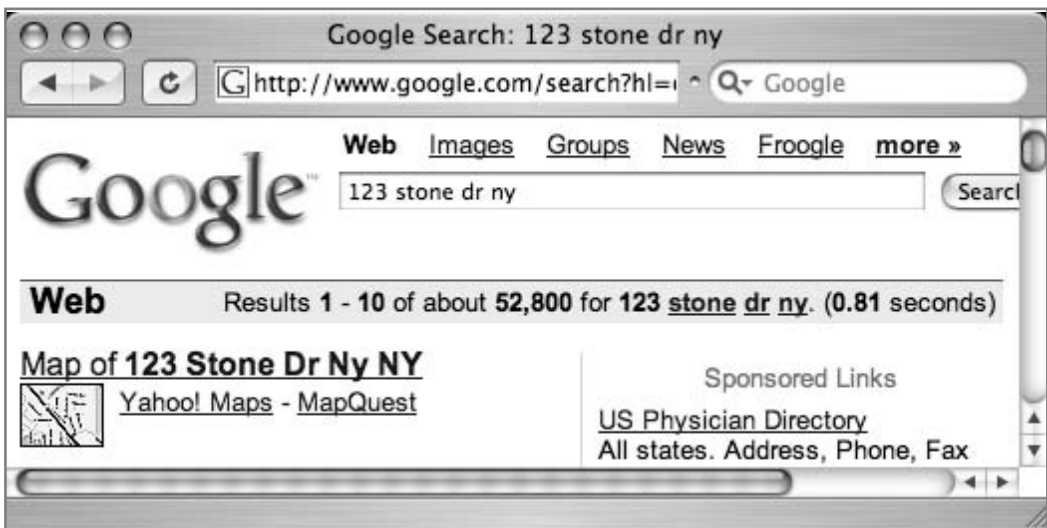 Google Search: 123 stone dr ny
G http://www.google.com/search?hl= Google
Web Images Groups News Froogle more »
Google™
123 stone dr ny Searc
Web Results 1 - 10 of about 52,800 for 123 stone dr ny. (0.81 seconds)
Map of 123 Stone Dr Ny NY
Yahoo! Maps - MapQuest
Sponsored Links
US Physician Directory
All states. Address, Phone, Fax